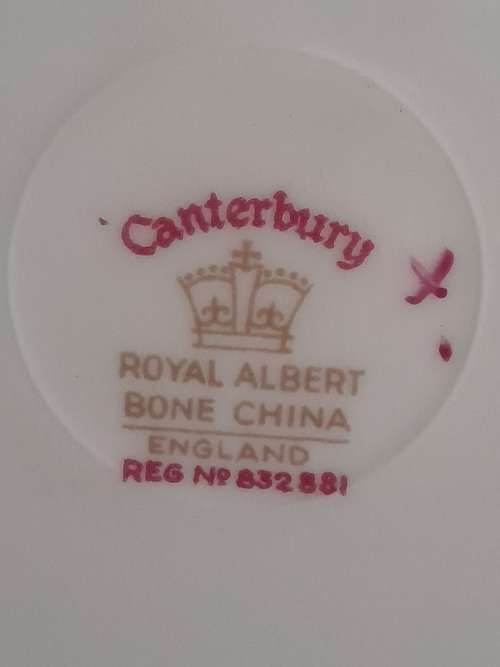 Canterbury
ROYAL ALBERT
BONE CHINA
ENGLAND
REG Nº 832881